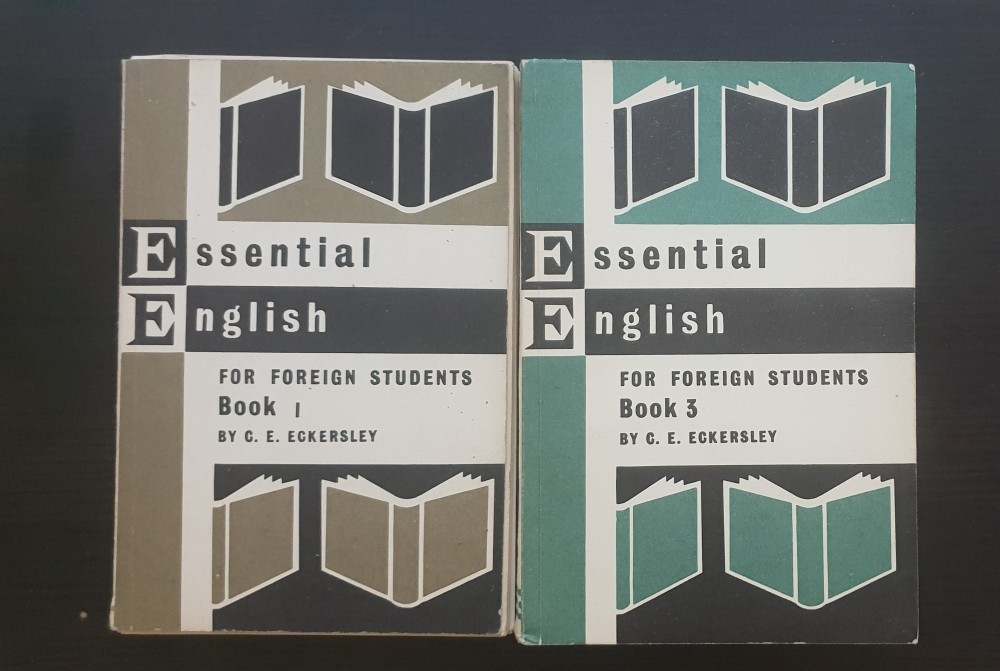 Essential
English
FOR FOREIGN STUDENTS
Book 1
BY C. E. ECKERSLEY
Essential
English
FOR FOREIGN STUDENTS
Book 3
BY C. E. ECKERSLEY